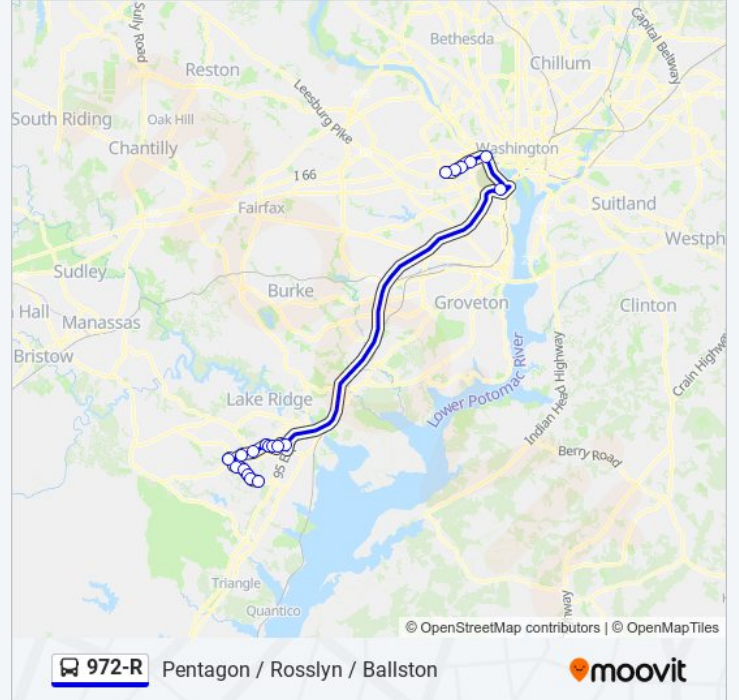 Sully Road
Bethesda
Capital Beltway
Chillum
Reston
Leesburg Pike
South Riding
Oak Hill
Chantilly
Washington
I 66
Fairfax
Suitland
Westph
Sudley
Burke
Groveton
Clinton
Hall
Manassas
Bristow
Crain Highw
Lower Potomac River
Indian Head Highway
Lake Ridge
Berry Road
95 E
Triangle
Quantico
way
© OpenStreetMap contributors | © OpenMapTiles
972-R Pentagon / Rosslyn / Ballston
moovit